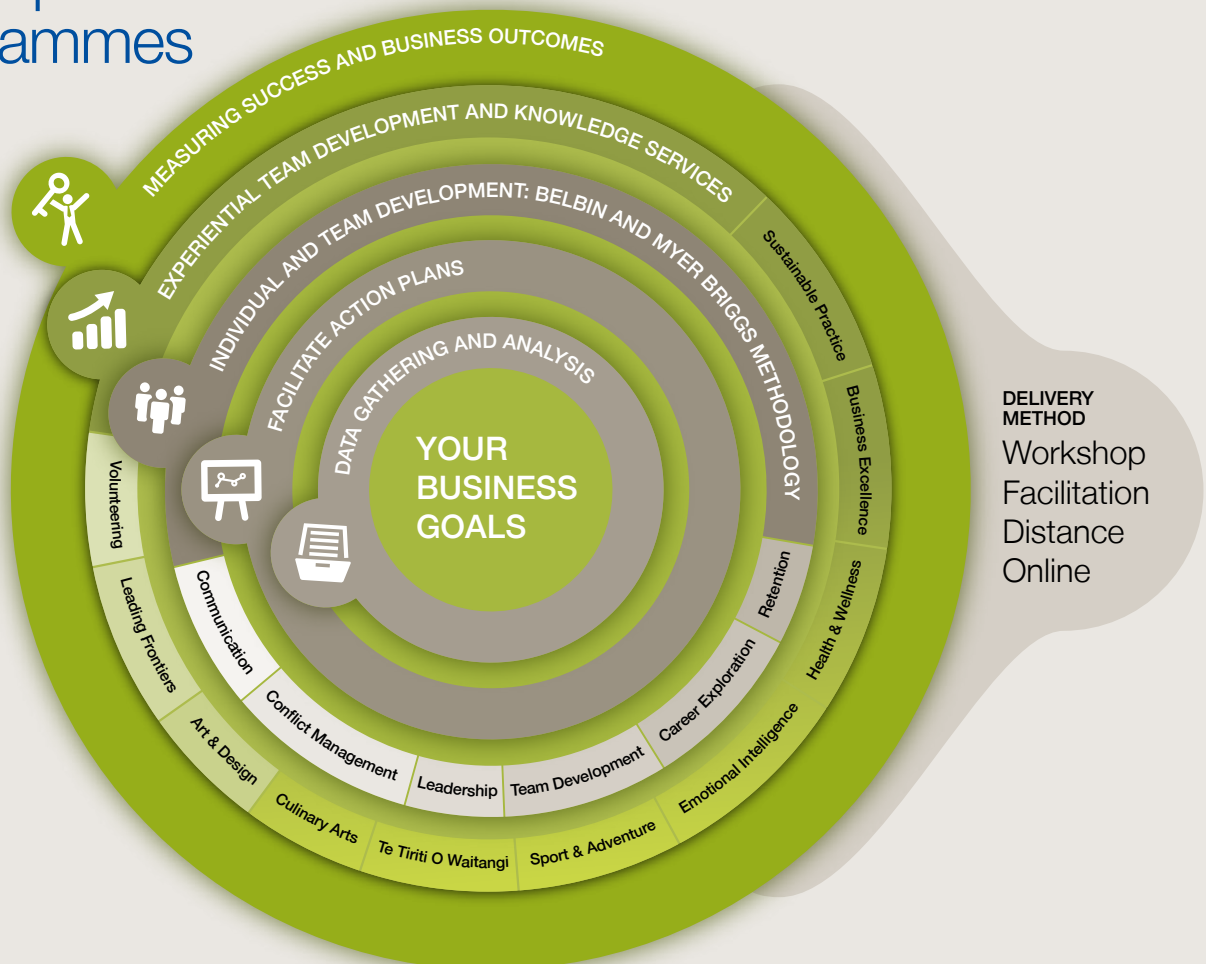 ammes
MEASURING SUCCESS AND BUSINESS OUTCOMES
EXPERIENTIAL TEAM DEVELOPMENT AND KNOWLEDGE SERVICES
INDIVIDUAL AND TEAM DEVELOPMENT: BELBIN AND MYER BRIGGS METHODOLOGY
FACILITATE ACTION PLANS
DATA GATHERING AND ANALYSIS
YOUR
BUSINESS
GOALS
Sustainable Practice
Business Excellence
Health & Wellness
Emotional Intelligence
Sport & Adventure
Te Tiriti O Waitangi
Culinary Arts
Art & Design
Leading Frontiers
Volunteering
Communication
Conflict Management
Leadership
Team Development
Career Exploration
Retention
DELIVERY
METHOD
Workshop
Facilitation
Distance
Online